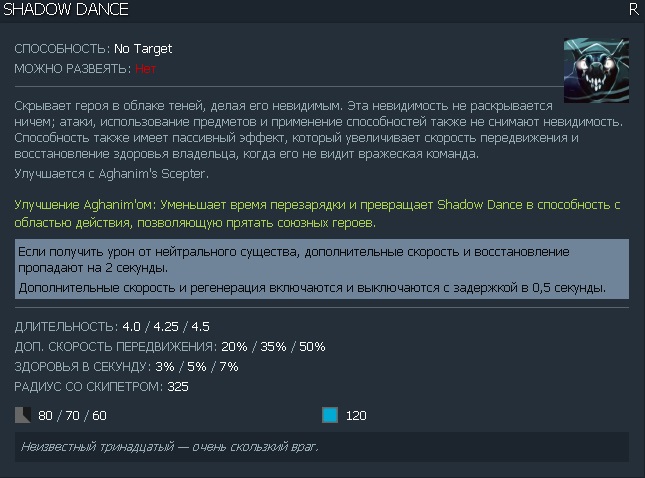 SHADOW DANCE R
СПОСОБНОСТЬ: No Target
МОЖНО РАЗВЕЯТЬ: Нет
Скрывает героя в облаке теней, делая его невидимым. Эта невидимость не раскрывается
ничем; атаки, использование предметов и применение способностей также не снимают невидимость.
Способность также имеет пассивный эффект, который увеличивает скорость передвижения и
восстановление здоровья владельца, когда его не видит вражеская команда.
Улучшается с Aghanim's Scepter.
Улучшение Aghanim'ом: Уменьшает время перезарядки и превращает Shadow Dance в способность с
областью действия, позволяющую прятать союзных героев.
Если получить урон от нейтрального существа, дополнительные скорость и восстановление
пропадают на 2 секунды.
Дополнительные скорость и регенерация включаются и выключаются с задержкой в 0,5 секунды.
ДЛИТЕЛЬНОСТЬ: 4.0 / 4.25 / 4.5
ДОП. СКОРОСТЬ ПЕРЕДВИЖЕНИЯ: 20% / 35% / 50%
ЗДОРОВЬЯ В СЕКУНДУ: 3% / 5% / 7%
РАДИУС СО СКИПЕТРОМ: 325
80 / 70 / 60 120
Неизвестный тринадцатый — очень скользкий враг.